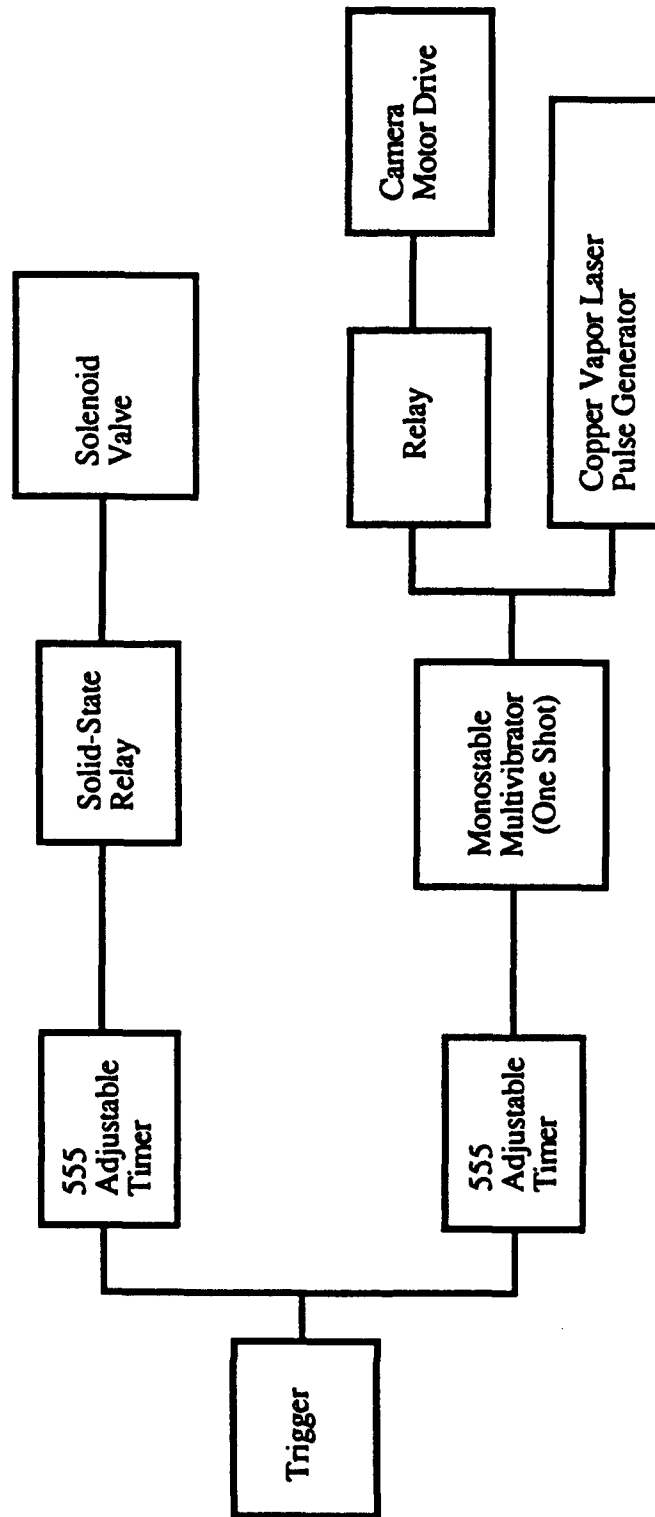 Trigger
555
Adjustable
Timer
Solid-State
Relay
Solenoid
Valve
555
Adjustable
Timer
Monostable
Multivibrator
(One Shot)
Relay
Camera
Motor Drive
Copper Vapor Laser
Pulse Generator